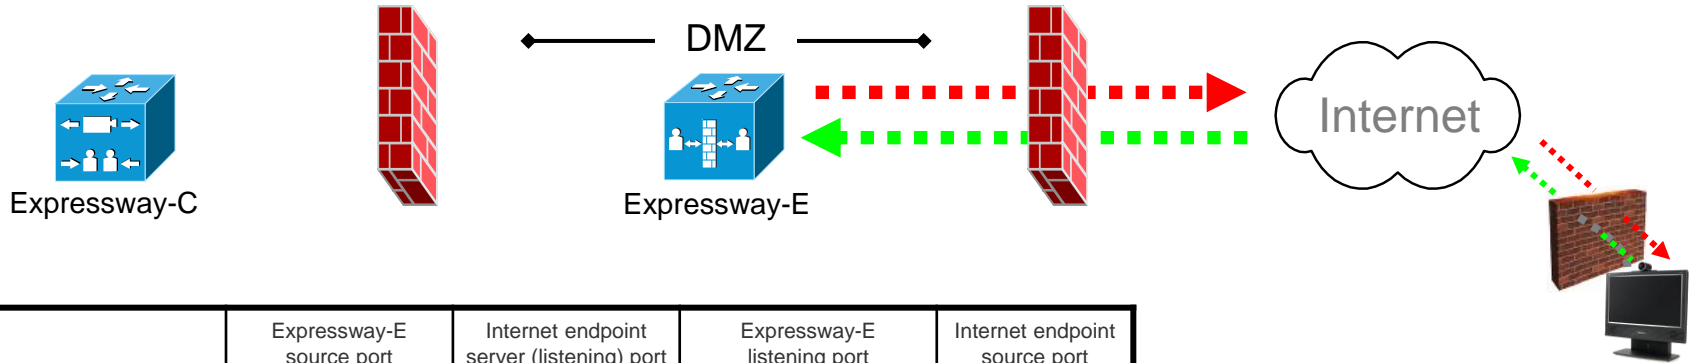 DMZ
Internet
Expressway-C
Expressway-E
Expressway-E
source port
Internet endpoint
server (listening) port
Expressway-E
listening port
Internet endpoint
source port